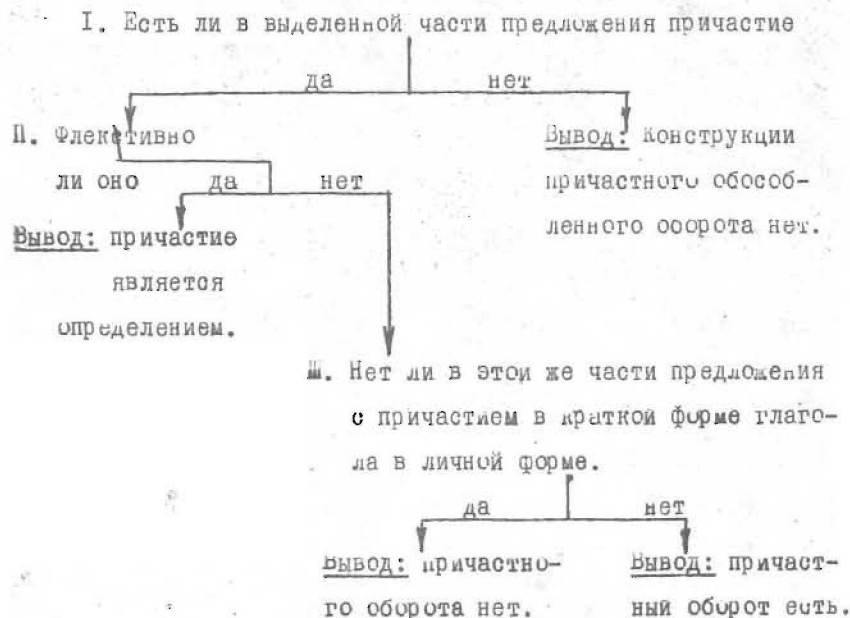 I. Есть ли в выделенной части предложения причастие
да нет
П. Флективно
ли оно
Вывод: Конструкции
причастного обособ-
ленного оборота нет.
да нет
Вывод: причастие
является
определением.
Ш. Нет ли в этой же части предложения
с причастием в краткой форме глаго-
ла в личной форме.
да нет
Вывод: причастно-
го оборота нет.
Вывод: причаст-
ный оборот есть.